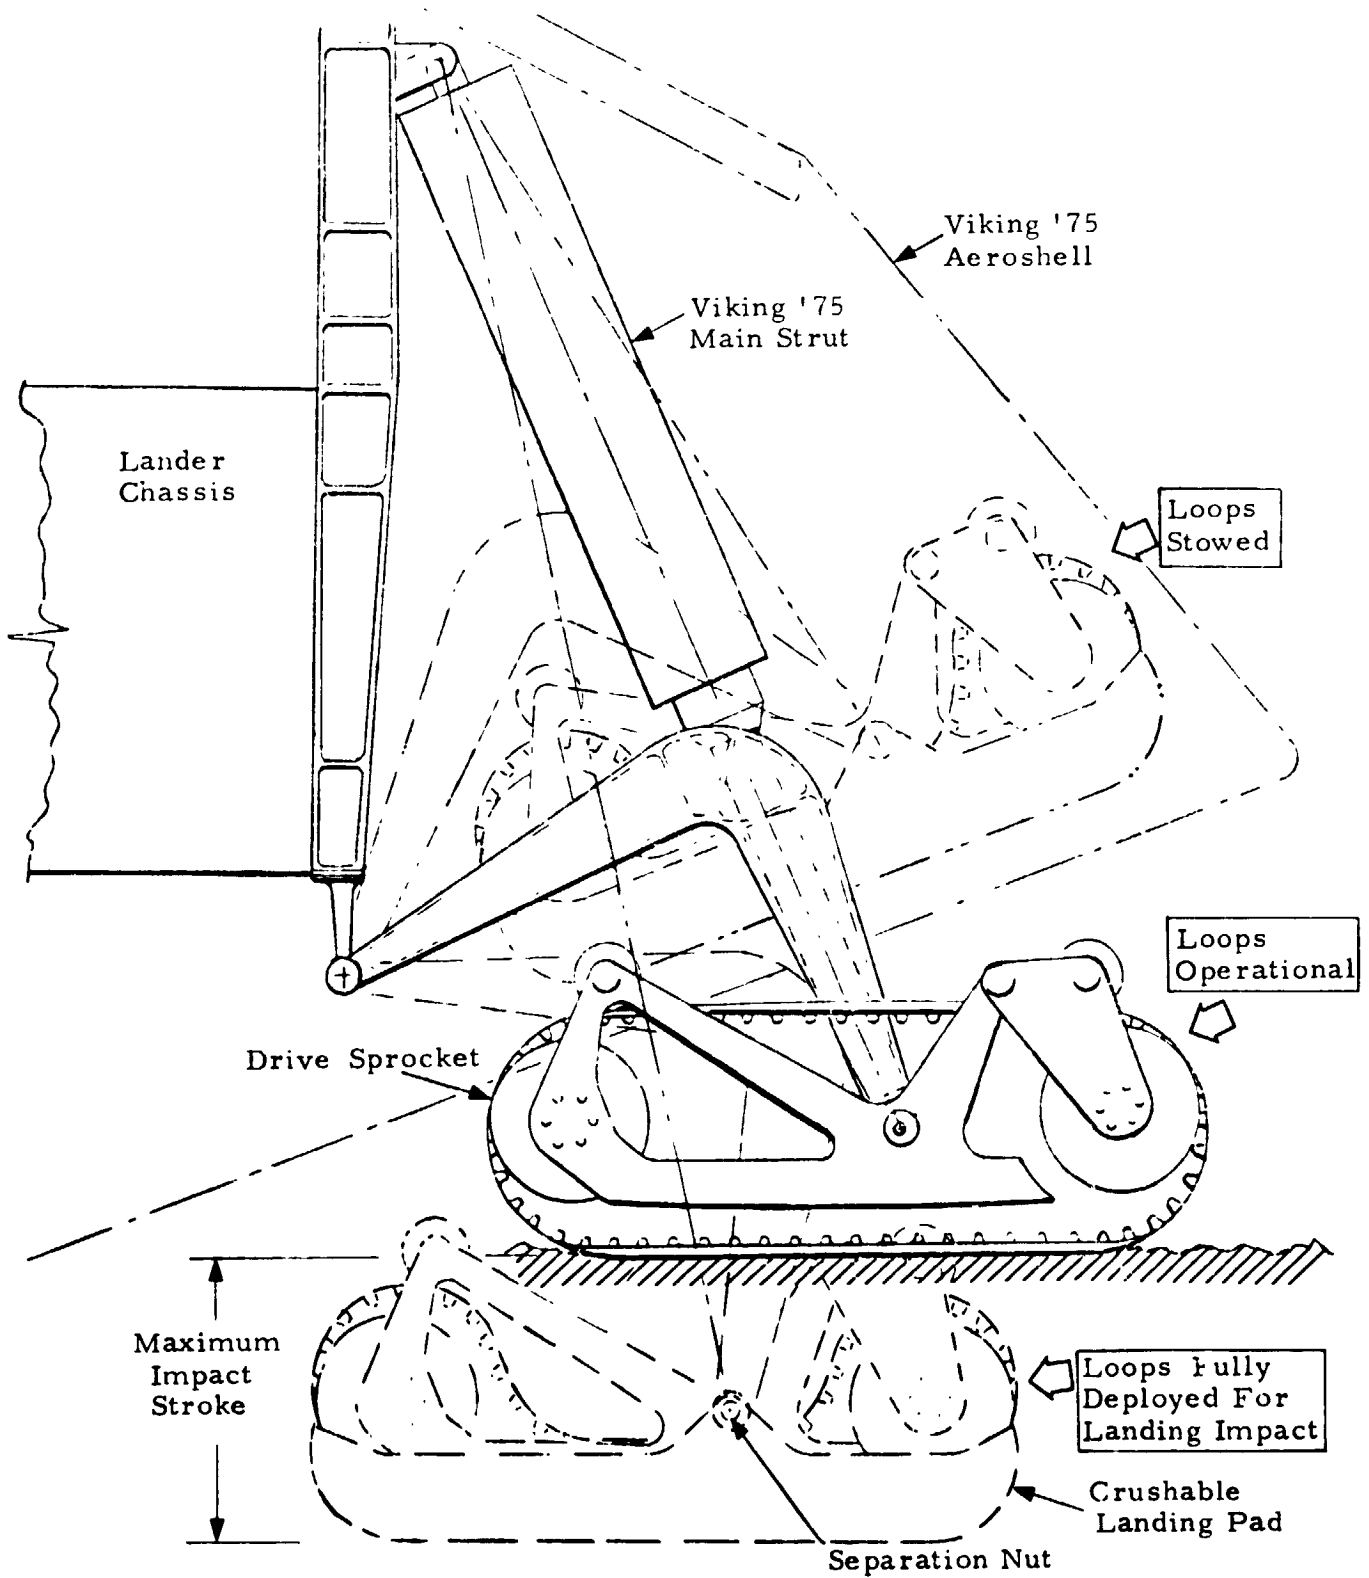 Viking '75
Aeroshell
Viking '75
Main Strut
Lander
Chassis
Loops
Stowed
Loops
Operational
Drive Sprocket
Maximum
Impact
Stroke
Loops Fully
Deployed For
Landing Impact
Crushable
Landing Pad
Separation Nut